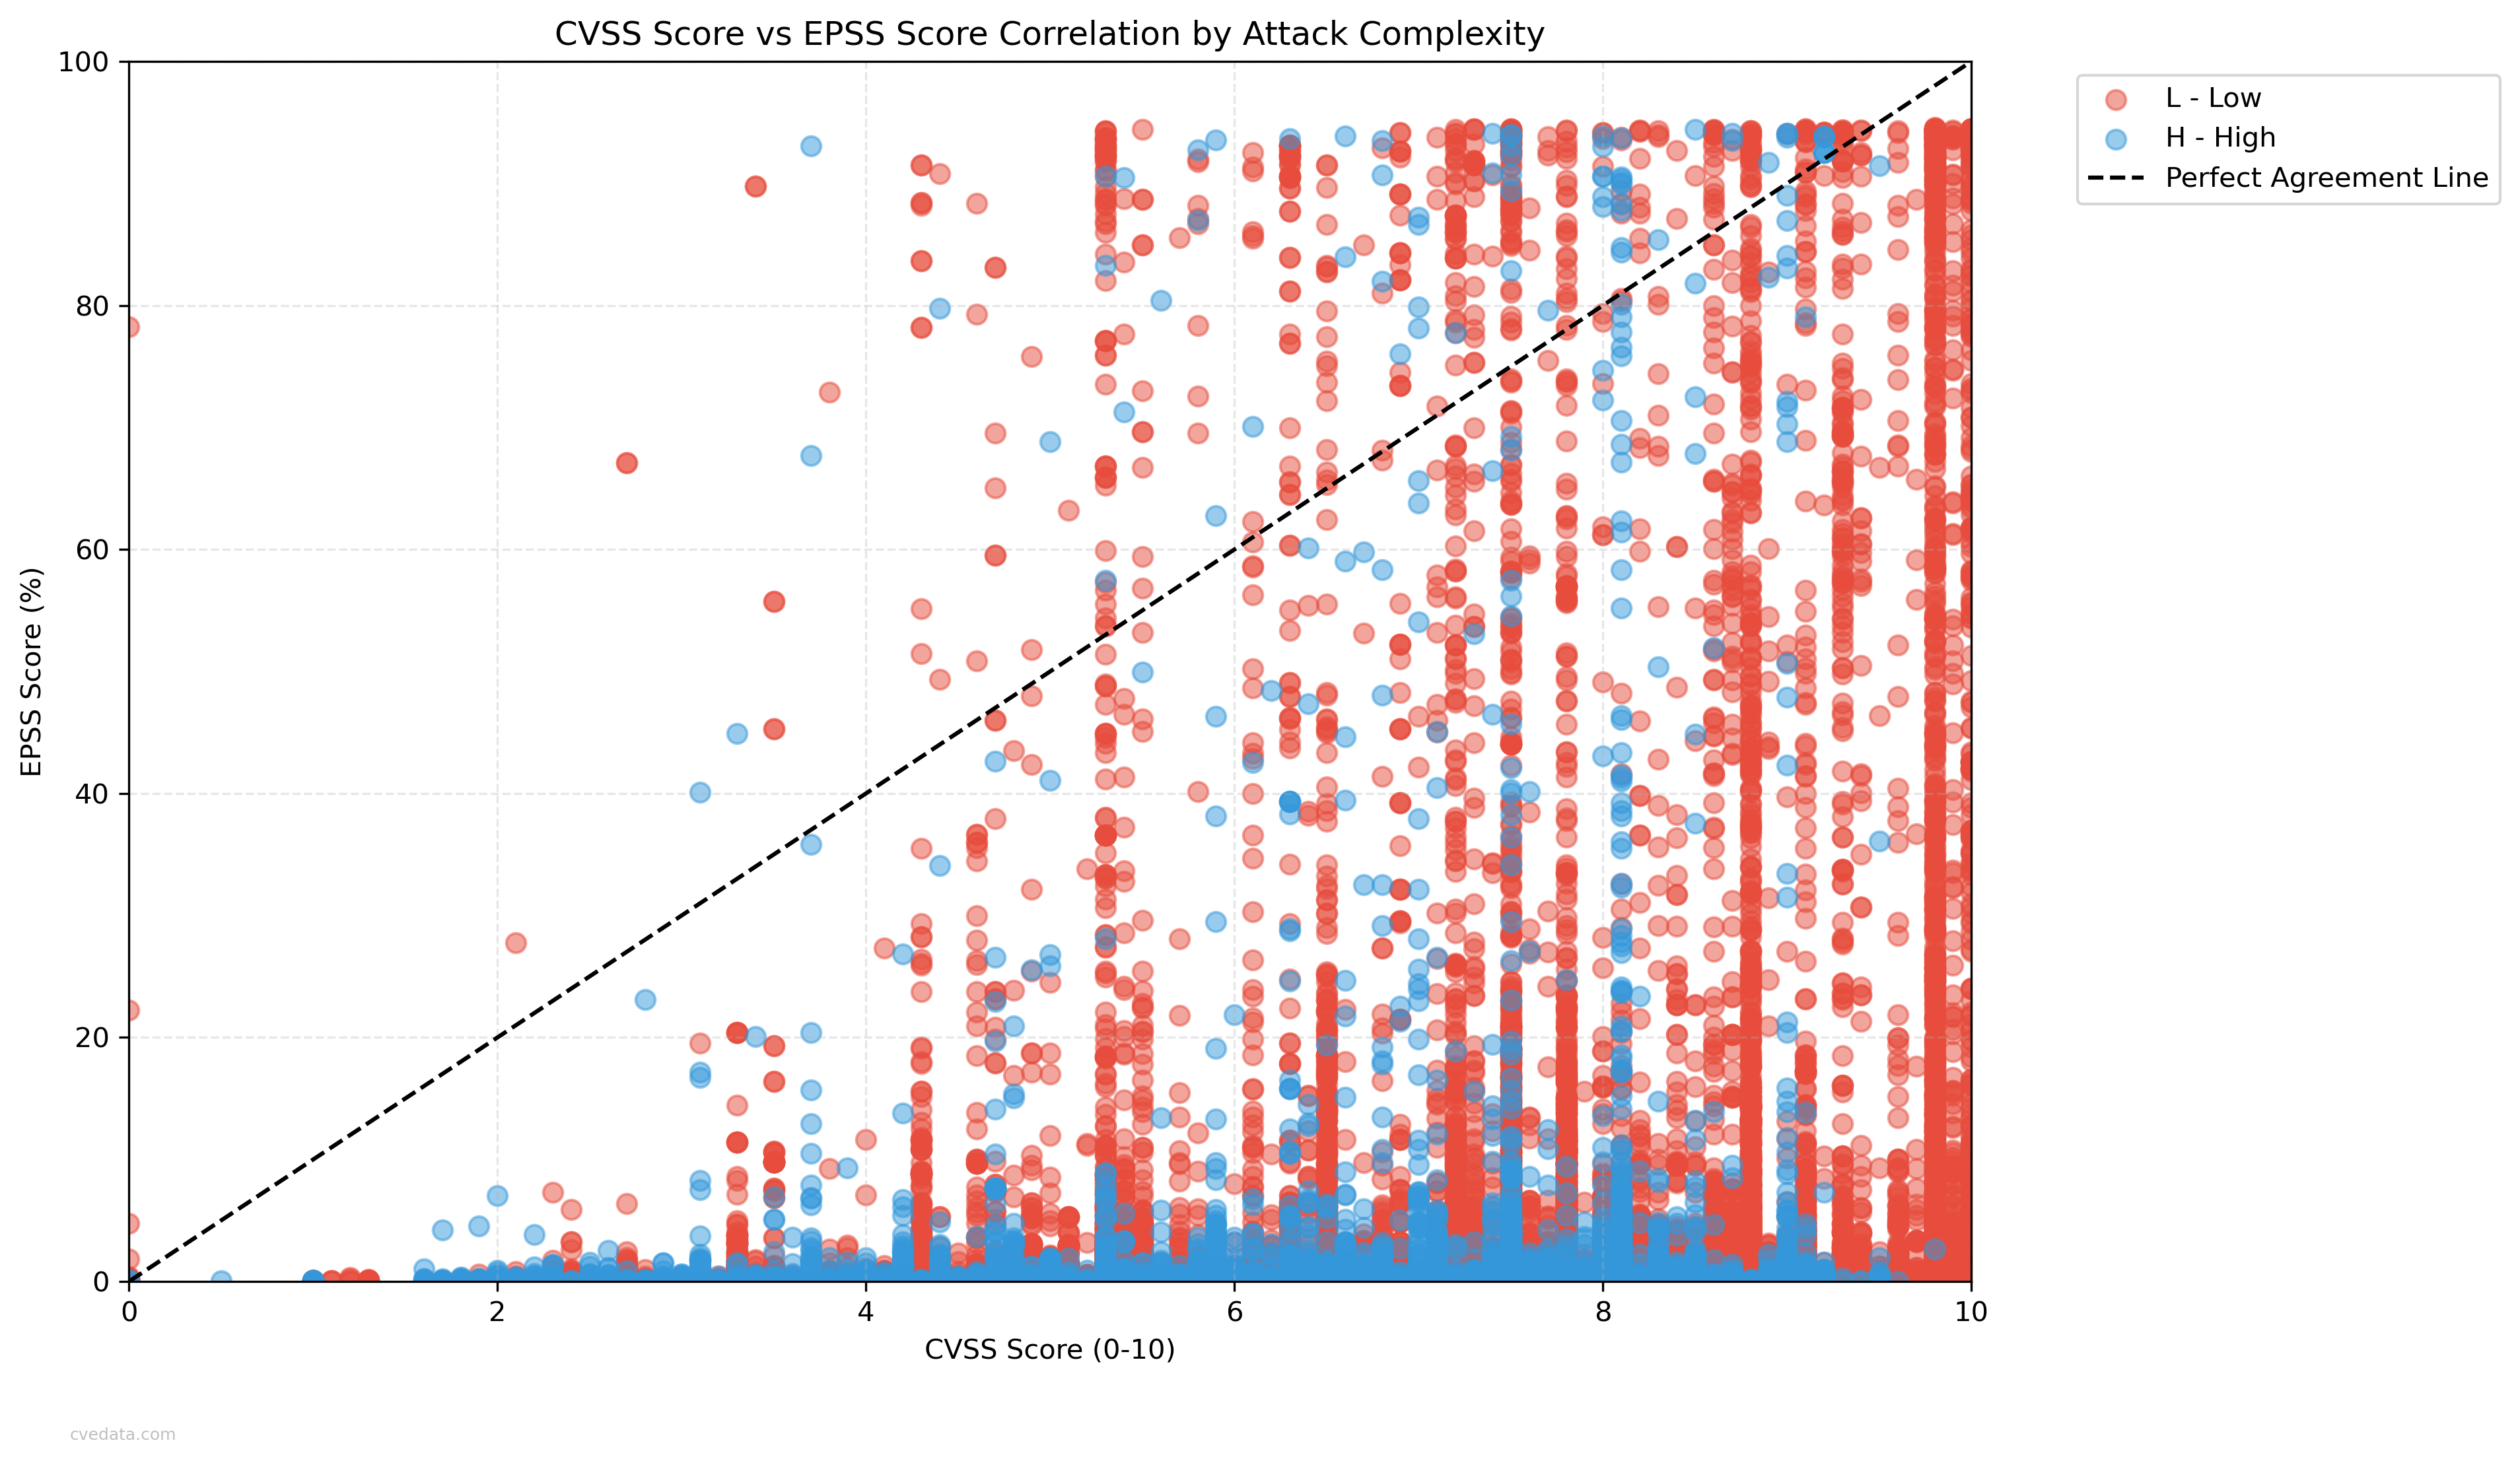 CVSS Score vs EPSS Score Correlation by Attack Complexity
L - Low
H - High
Perfect Agreement Line
EPSS Score (%)
100
80
60
40
20
0
0 2 4 6 8 10
CVSS Score (0-10)
cvedata.com